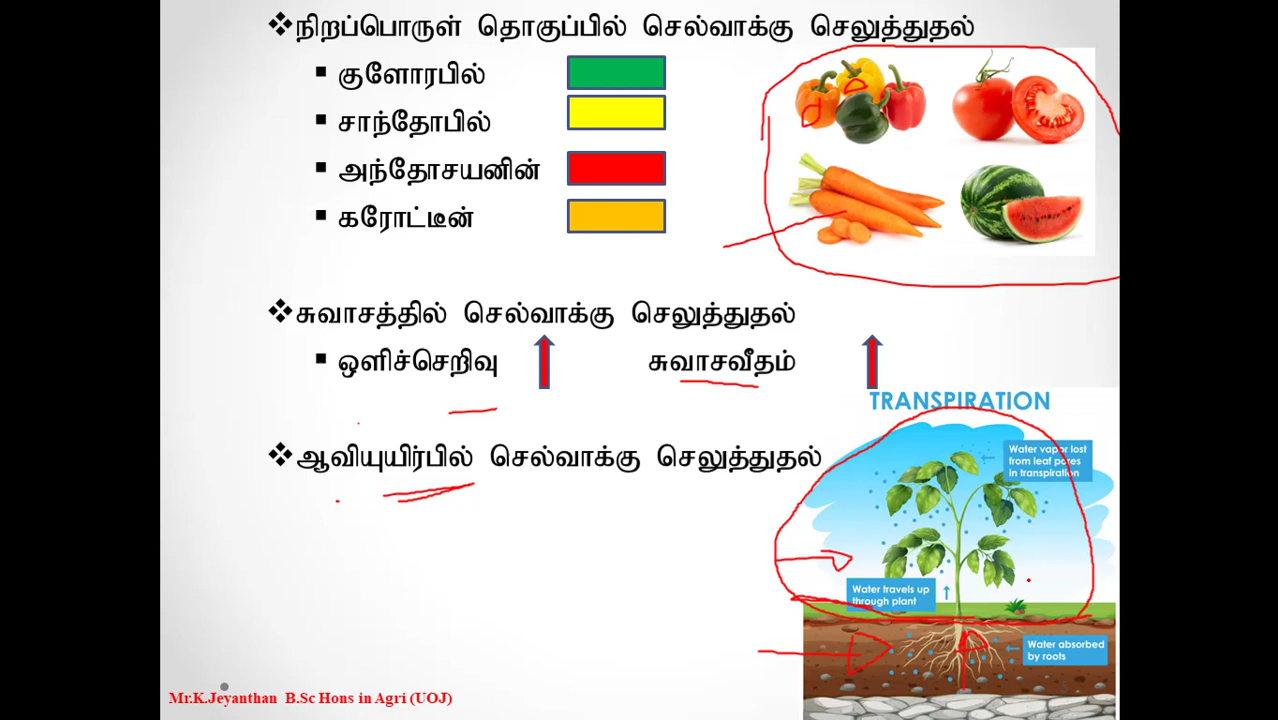 ❖நிறப்பொருள் தொகுப்பில் செல்வாக்கு செலுத்துதல்
▪ குளோரபில்
▪ சாந்தோபில்
▪ அந்தோசயனின்
▪ கரோட்டீன்
❖சுவாசத்தில் செல்வாக்கு செலுத்துதல்
▪ ஒளிச்செறிவு சுவாசவீதம்
❖ஆவியுயிர்பில் செல்வாக்கு செலுத்துதல்
TRANSPIRATION
Water vapor lost
from leaf pores
in transpiration
Water travels up
through plant
Water absorbed
by roots
Mr.K.Jeyanthan B.Sc Hons in Agri (UOJ)